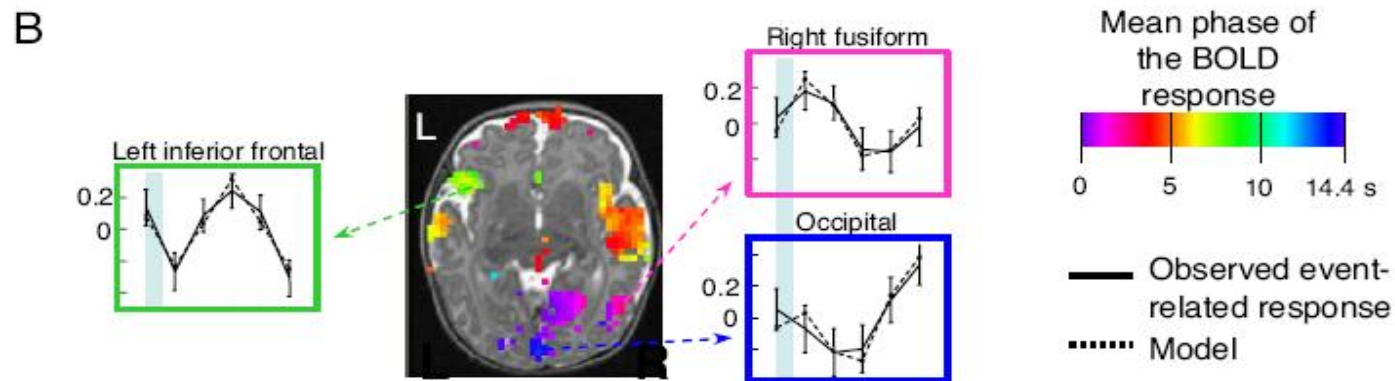 B
Left inferior frontal
0.2
0
L
L
R
Right fusiform
0.2
0
Occipital
0.2
0
Mean phase of
the BOLD
response
0 5 10 14.4 s
Observed event-
related response
Model